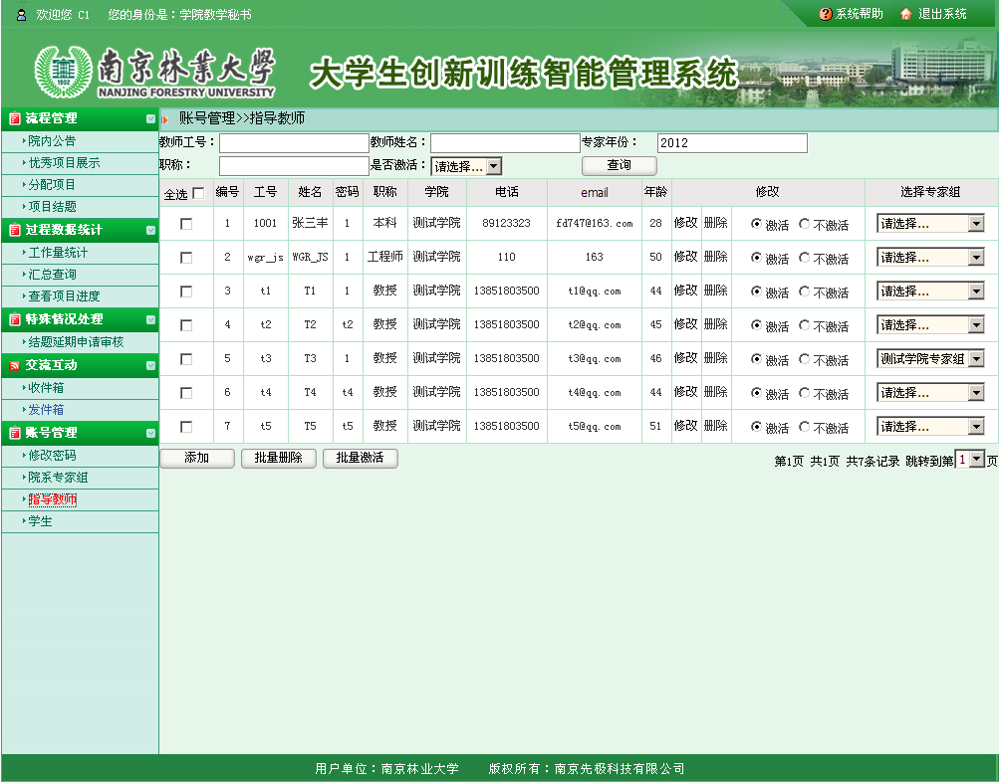 欢迎您 C1 您的身份是：学院教学秘书 系统帮助 退出系统
南京林業大學
NANJING FORESTRY UNIVERSITY
大学生创新训练智能管理系统
流程管理
院内公告
优秀项目展示
分配项目
项目结题
过程数据统计
工作量统计
汇总查询
查看项目进度
特殊情况处理
结题延期申请审核
交流互动
收件箱
发件箱
账号管理
修改密码
院系专家组
指导教师
学生
账号管理>>指导教师
教师工号： 教师姓名： 专家年份： 2012
职称： 是否激活： 请选择... 查询
全选 编号 工号 姓名 密码 职称 学院 电话 email 年龄 修改 选择专家组
1 1001 张三丰 1 本科 测试学院 89123323 fd747@163.com 28 修改 删除 激活 不激活 请选择...
2 wgr_js WGR_JS 1 工程师 测试学院 110 163 50 修改 删除 激活 不激活 请选择...
3 t1 T1 1 教授 测试学院 13851803500 t1@qq.com 44 修改 删除 激活 不激活 请选择...
4 t2 T2 t2 教授 测试学院 13851803500 t2@qq.com 45 修改 删除 激活 不激活 请选择...
5 t3 T3 1 教授 测试学院 13851803500 t3@qq.com 46 修改 删除 激活 不激活 测试学院专家组
6 t4 T4 t4 教授 测试学院 13851803500 t4@qq.com 44 修改 删除 激活 不激活 请选择...
7 t5 T5 t5 教授 测试学院 13851803500 t5@qq.com 51 修改 删除 激活 不激活 请选择...
添加 批量删除 批量激活 第1页 共1页 共7条记录 跳转到第 1 页
用户单位：南京林业大学 版权所有：南京先极科技有限公司